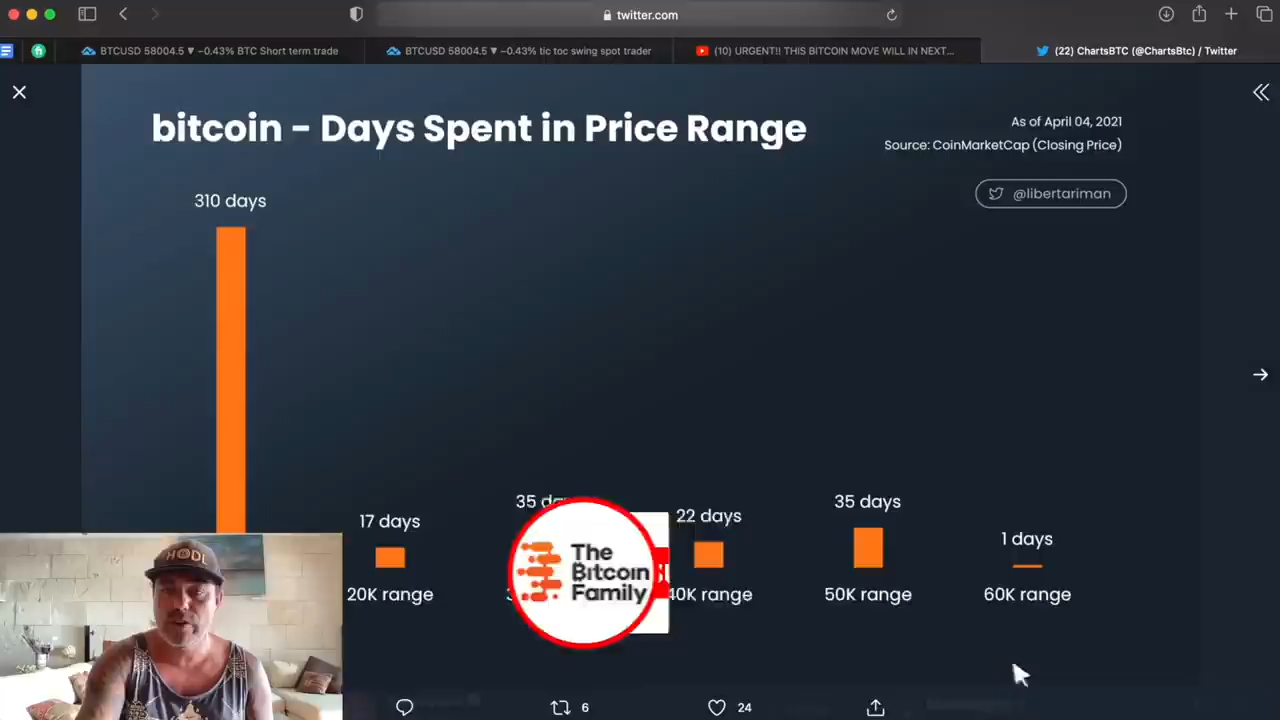 twitter.com
BTCUSD 58004.5 ▼ −0.43% BTC Short term trade
BTCUSD 58004.5 ▼ −0.43% tic toc swing spot trader
(10) URGENT!! THIS BITCOIN MOVE WILL IN NEXT...
(22) ChartsBTC (@ChartsBtc) / Twitter
bitcoin - Days Spent in Price Range
As of April 04, 2021
Source: CoinMarketCap (Closing Price)
@libertariman
310 days
17 days
35
22 days
35 days
1 days
20K range
40K range
50K range
60K range
The
Bitcoin
Family
HODL
6
24